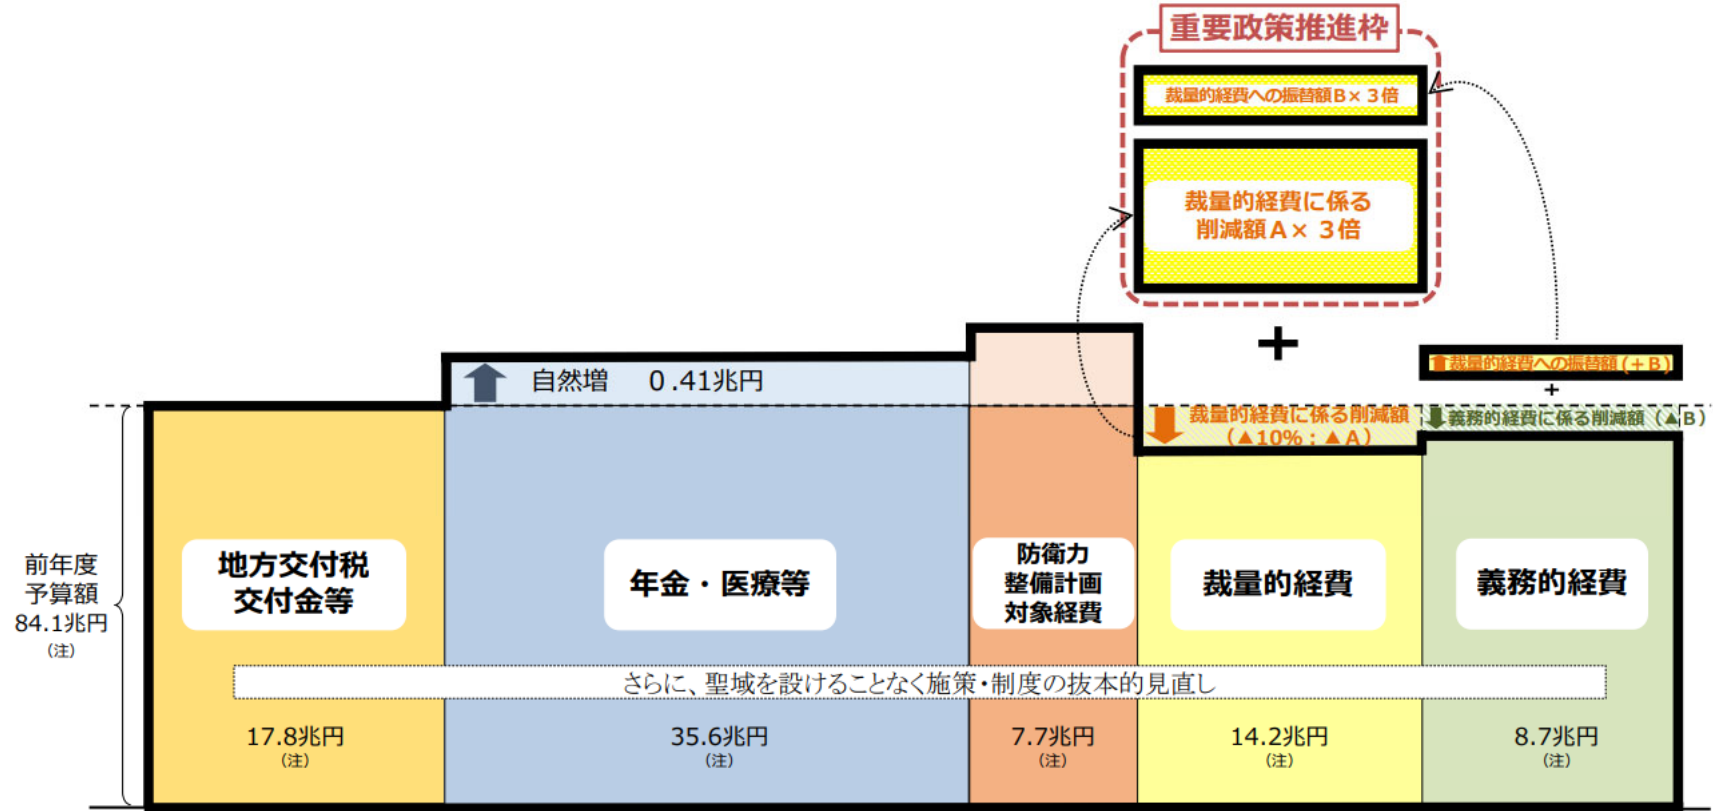 重要政策推進枠
裁量的経費への振替額B×3倍
裁量的経費に係る
削減額A×3倍
+
裁量的経費への振替額(+B)
+
自然増 0.41兆円
裁量的経費に係る削減額
(▲10%:▲A)
義務的経費に係る削減額(▲B)
前年度
予算額
84.1兆円
(注)
地方交付税
交付金等
年金・医療等
防衛力
整備計画
対象経費
裁量的経費
義務的経費
さらに、聖域を設けることなく施策・制度の抜本的見直し
17.8兆円
(注)
35.6兆円
(注)
7.7兆円
(注)
14.2兆円
(注)
8.7兆円
(注)